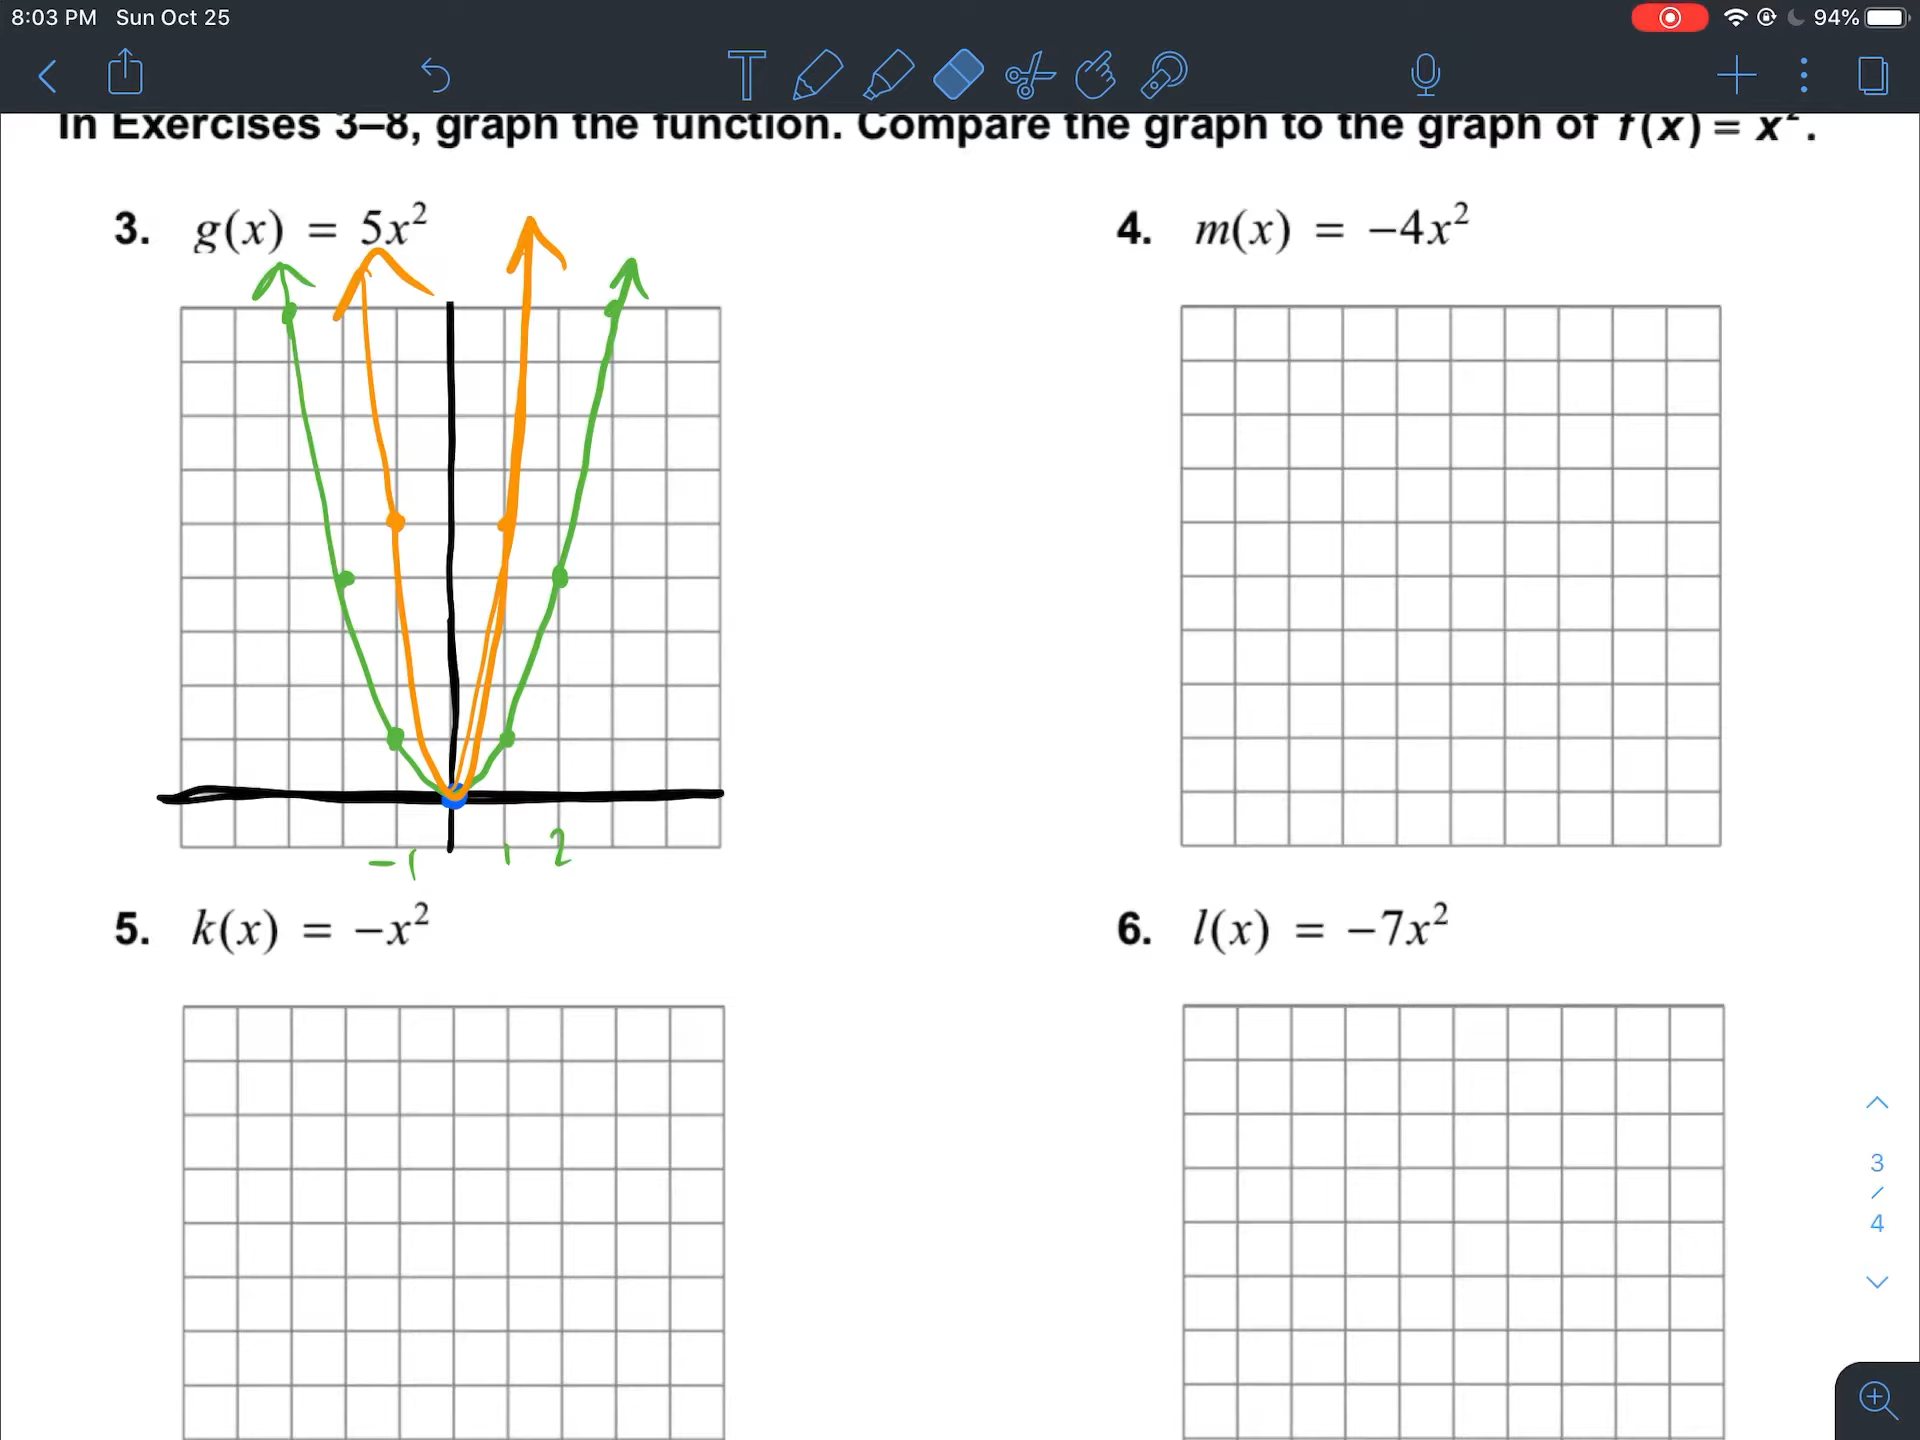 8:03 PM Sun Oct 25
94%
In Exercises 3–8, graph the function. Compare the graph to the graph of f(x) = x².
3. g(x) = 5x²
4. m(x) = −4x²
−1 1 2
5. k(x) = −x²
6. l(x) = −7x²
3
/
4